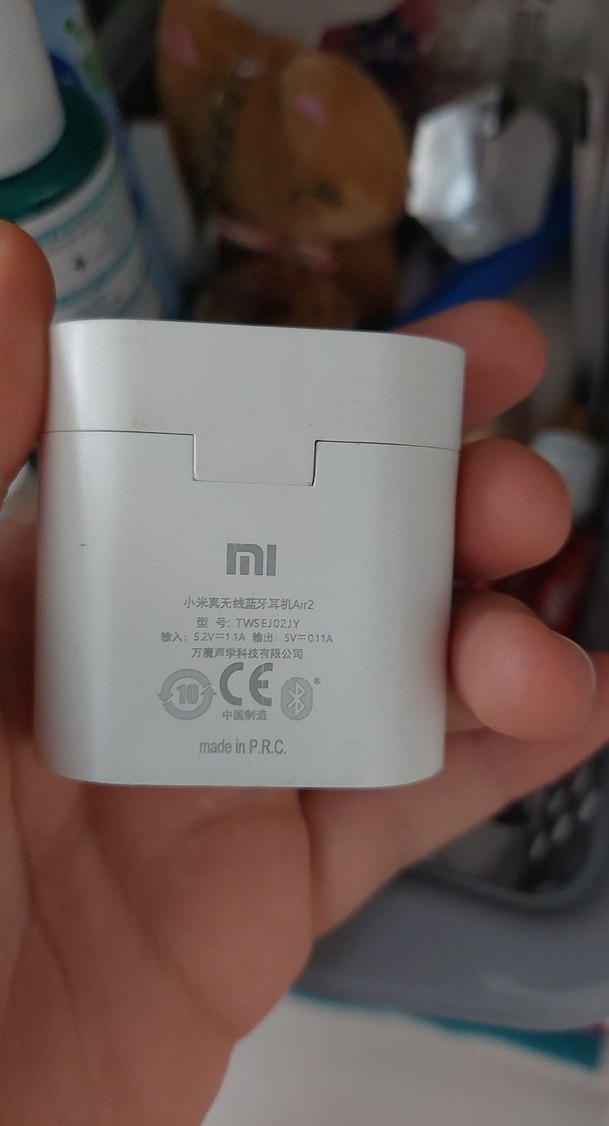 mi
小米真无线蓝牙耳机Air2
型 号: TWSEJ02JY
输入: 5.2V⎓1.1A 输出: 5V⎓0.11A
万魔声学科技有限公司
10 CE ®
中国制造
made in P.R.C.